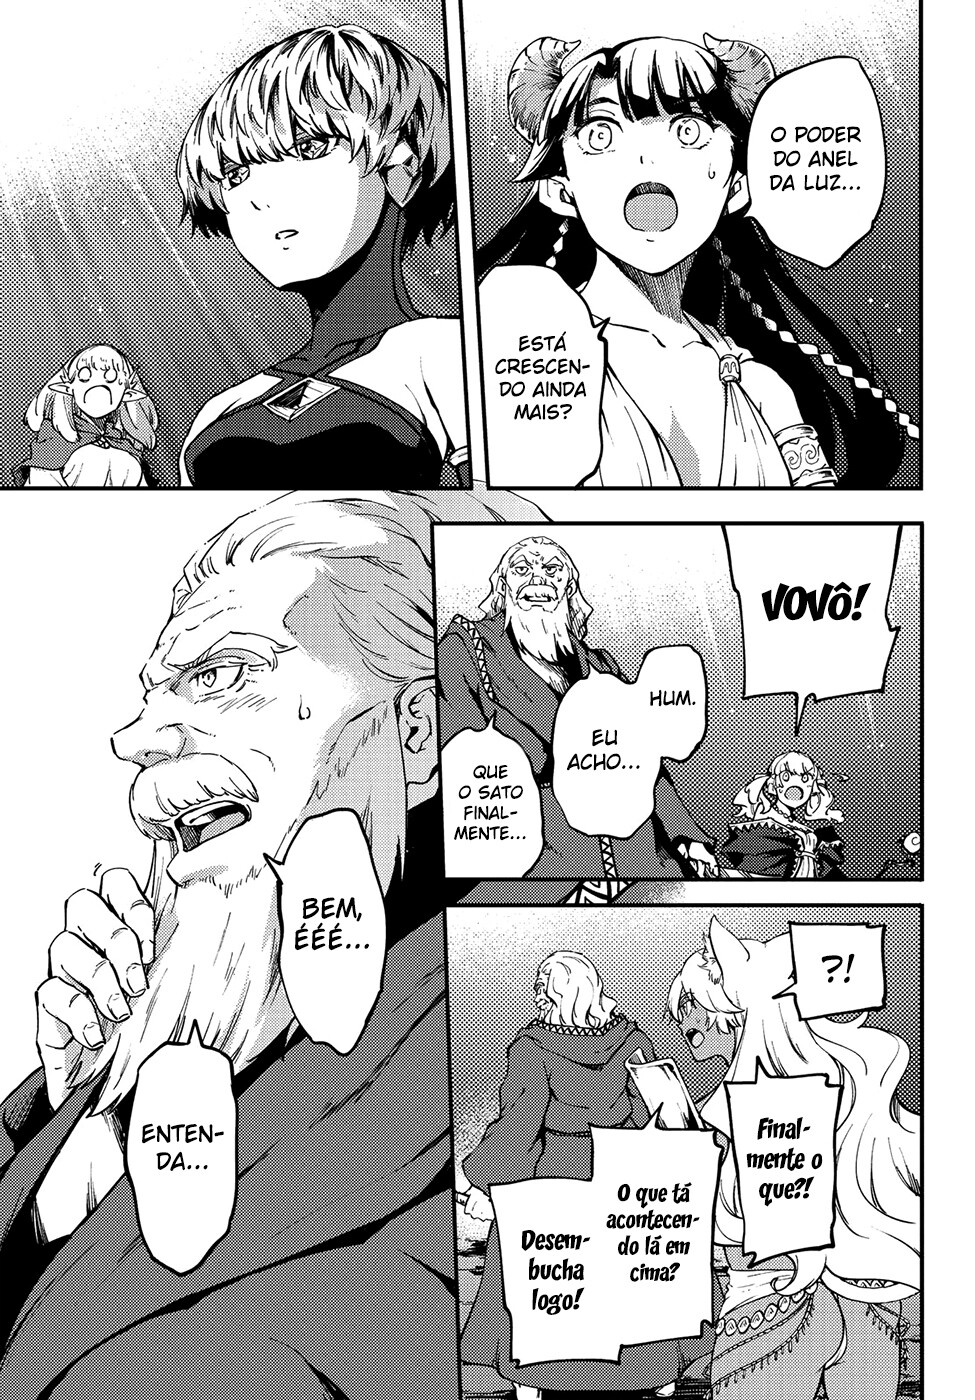 O PODER
DO ANEL
DA LUZ...
ESTÁ
CRESCEN-
DO AINDA
MAIS?
VOVÔ!
HUM.
EU
ACHO...
QUE
O SATO
FINAL-
MENTE...
?!
Final-
mente o
que?!
O que tá
acontecen-
do lá em
cima?
Desem-
bucha
logo!
BEM,
ÉÉÉ...
ENTEN-
DA...